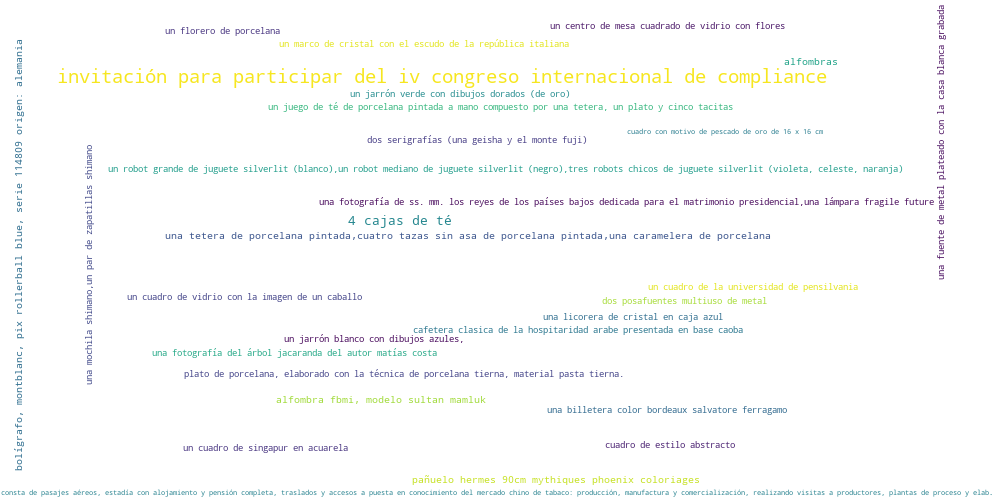 un centro de mesa cuadrado de vidrio con flores
un florero de porcelana
un marco de cristal con el escudo de la república italiana
alfombras
invitación para participar del iv congreso internacional de compliance
un jarrón verde con dibujos dorados (de oro)
un juego de té de porcelana pintada a mano compuesto por una tetera, un plato y cinco tacitas
cuadro con motivo de pescado de oro de 16 x 16 cm
dos serigrafías (una geisha y el monte fuji)
un robot grande de juguete silverlit (blanco),un robot mediano de juguete silverlit (negro),tres robots chicos de juguete silverlit (violeta, celeste, naranja)
una fotografía de ss. mm. los reyes de los países bajos dedicada para el matrimonio presidencial,una lámpara fragile future
4 cajas de té
una tetera de porcelana pintada,cuatro tazas sin asa de porcelana pintada,una caramelera de porcelana
un cuadro de la universidad de pensilvania
un cuadro de vidrio con la imagen de un caballo
dos posafuentes multiuso de metal
una licorera de cristal en caja azul
cafetera clasica de la hospitaridad arabe presentada en base caoba
un jarrón blanco con dibujos azules,
una fotografía del árbol jacaranda del autor matías costa
plato de porcelana, elaborado con la técnica de porcelana tierna, material pasta tierna.
alfombra fbmi, modelo sultan mamluk
una billetera color bordeaux salvatore ferragamo
cuadro de estilo abstracto
un cuadro de singapur en acuarela
pañuelo hermes 90cm mythiques phoenix coloriages
consta de pasajes aéreos, estadía con alojamiento y pensión completa, traslados y accesos a puesta en conocimiento del mercado chino de tabaco: producción, manufactura y comercialización, realizando visitas a productores, plantas de proceso y elab.
bolígrafo, montblanc, pix rollerball blue, serie 114809 origen: alemania
una mochila shimano,un par de zapatillas shimano
una fuente de metal plateado con la casa blanca grabada